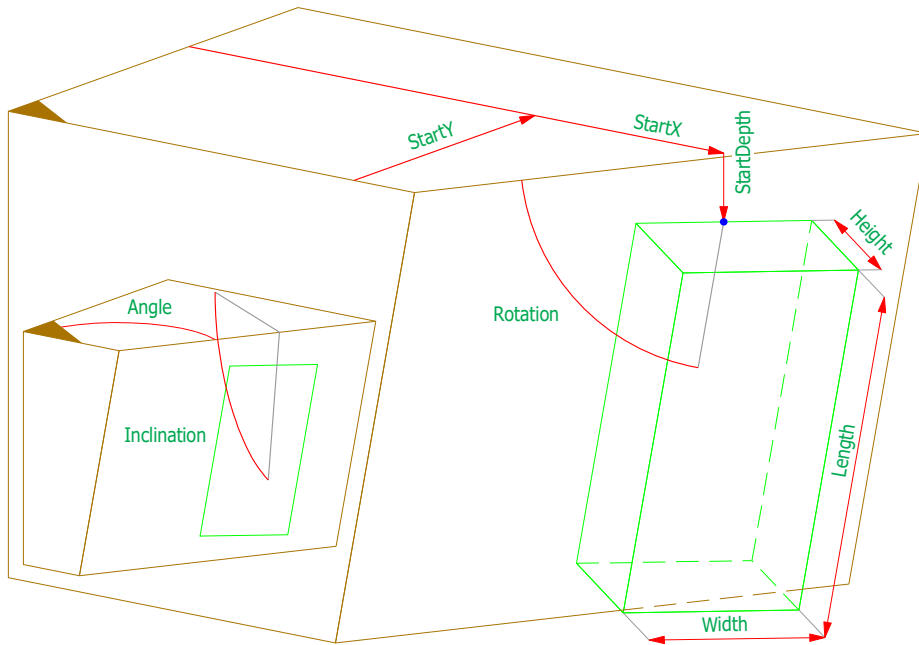 StartY
StartX
StartDepth
Height
Angle
Rotation
Inclination
Length
Width